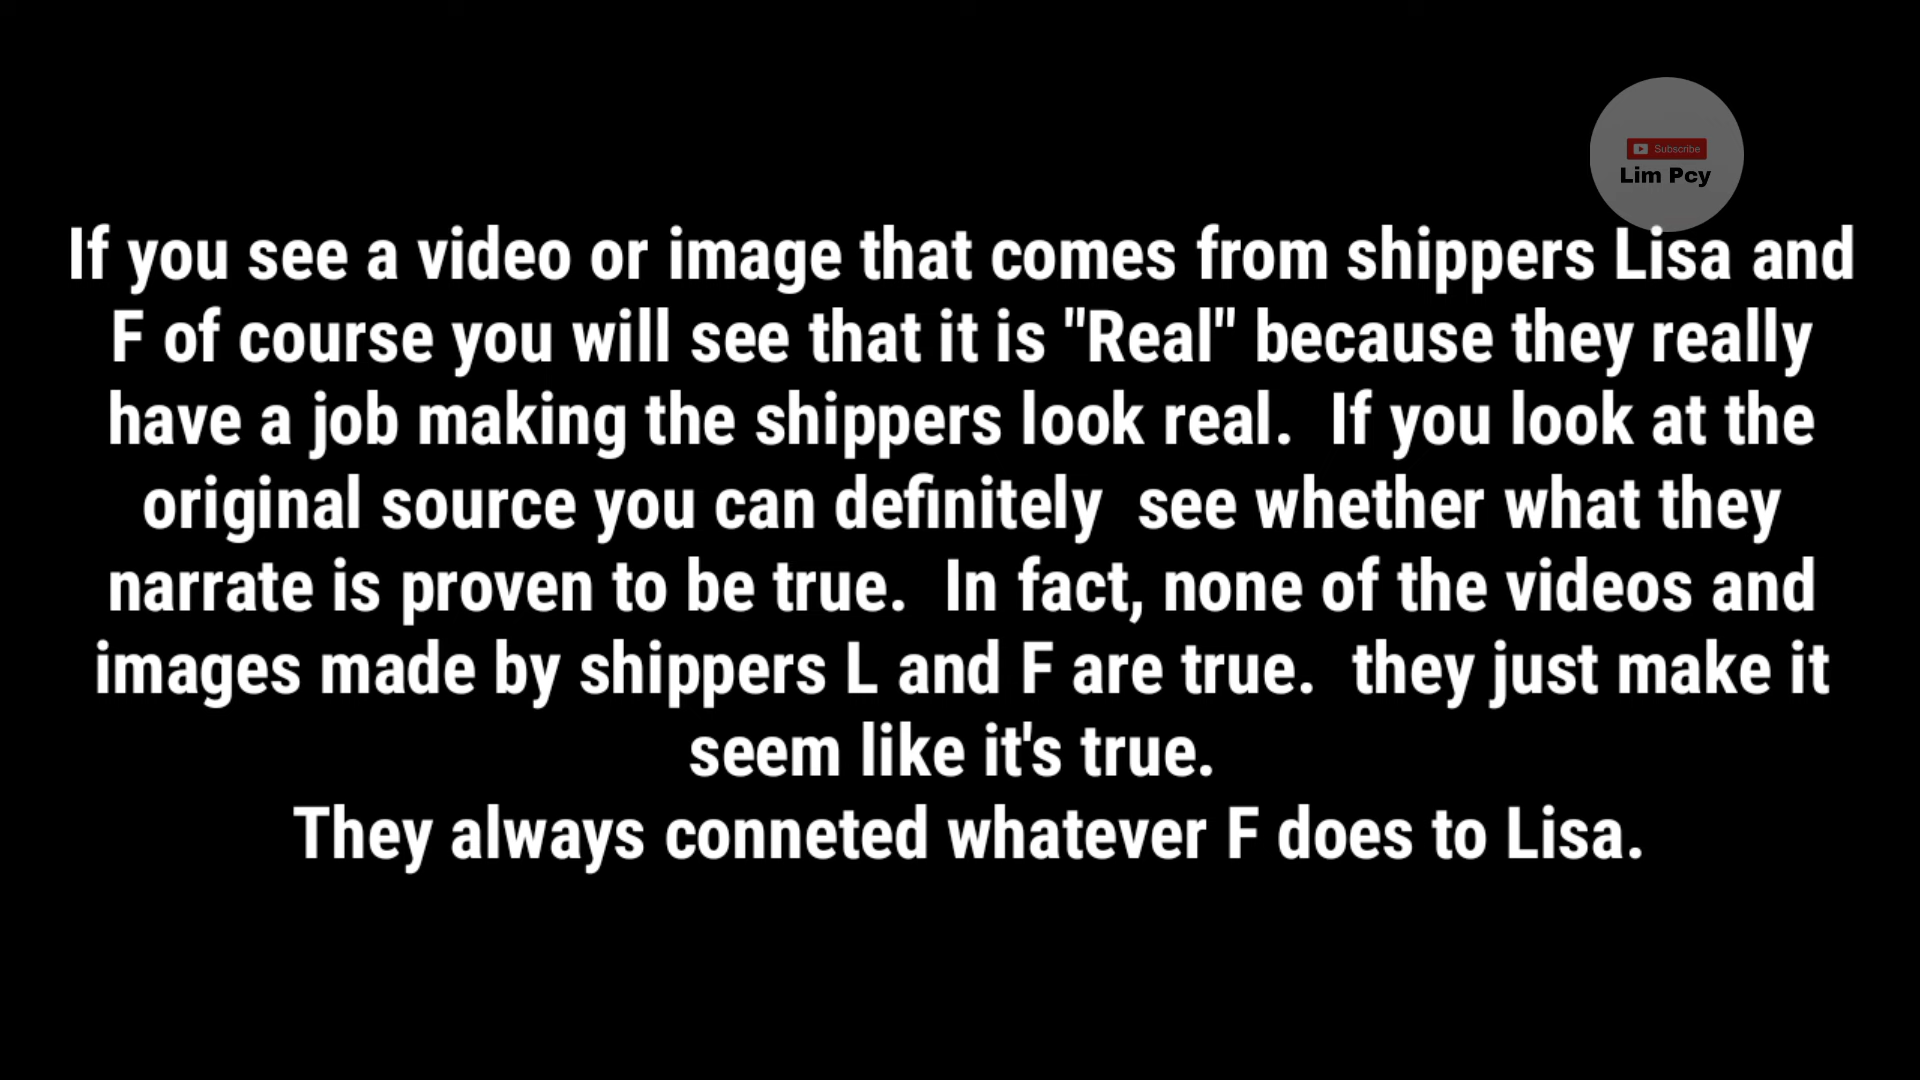 Subscribe
Lim Pcy
If you see a video or image that comes from shippers Lisa and
F of course you will see that it is "Real" because they really
have a job making the shippers look real.  If you look at the
original source you can definitely  see whether what they
narrate is proven to be true.  In fact, none of the videos and
images made by shippers L and F are true.  they just make it
seem like it's true.
They always conneted whatever F does to Lisa.